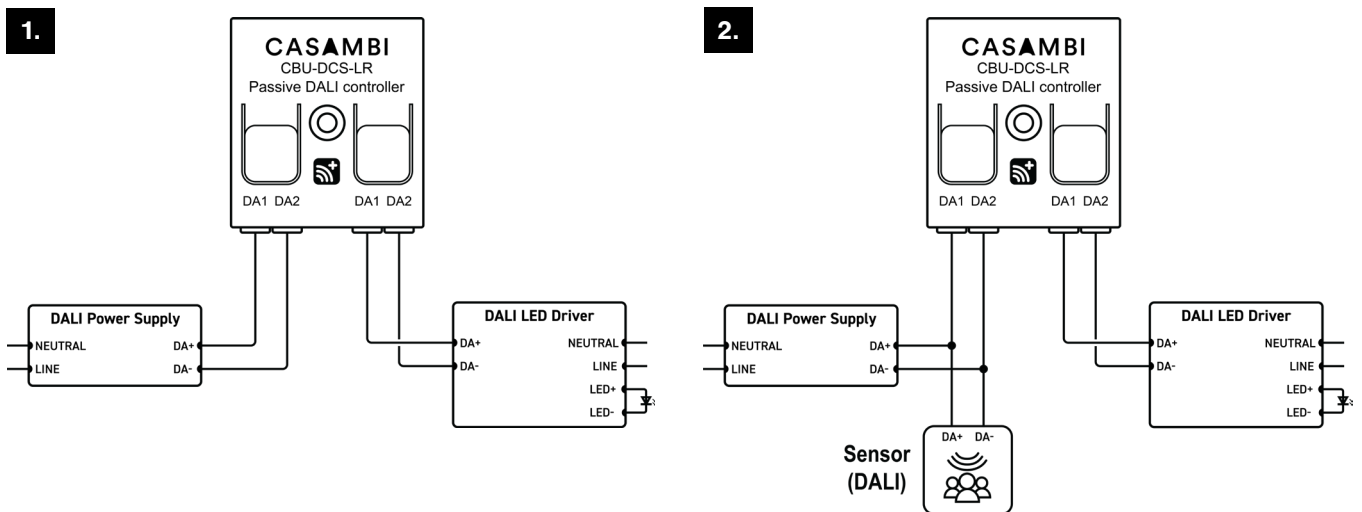 1.
CASAMBI
CBU-DCS-LR
Passive DALI controller
DA1 DA2
DA1 DA2
DALI Power Supply
NEUTRAL
DA+
LINE
DA-
DALI LED Driver
DA+
NEUTRAL
DA-
LINE
LED+
LED-
2.
CASAMBI
CBU-DCS-LR
Passive DALI controller
DA1 DA2
DA1 DA2
DALI Power Supply
NEUTRAL
DA+
LINE
DA-
DALI LED Driver
DA+
NEUTRAL
DA-
LINE
LED+
LED-
Sensor
(DALI)
DA+ DA-